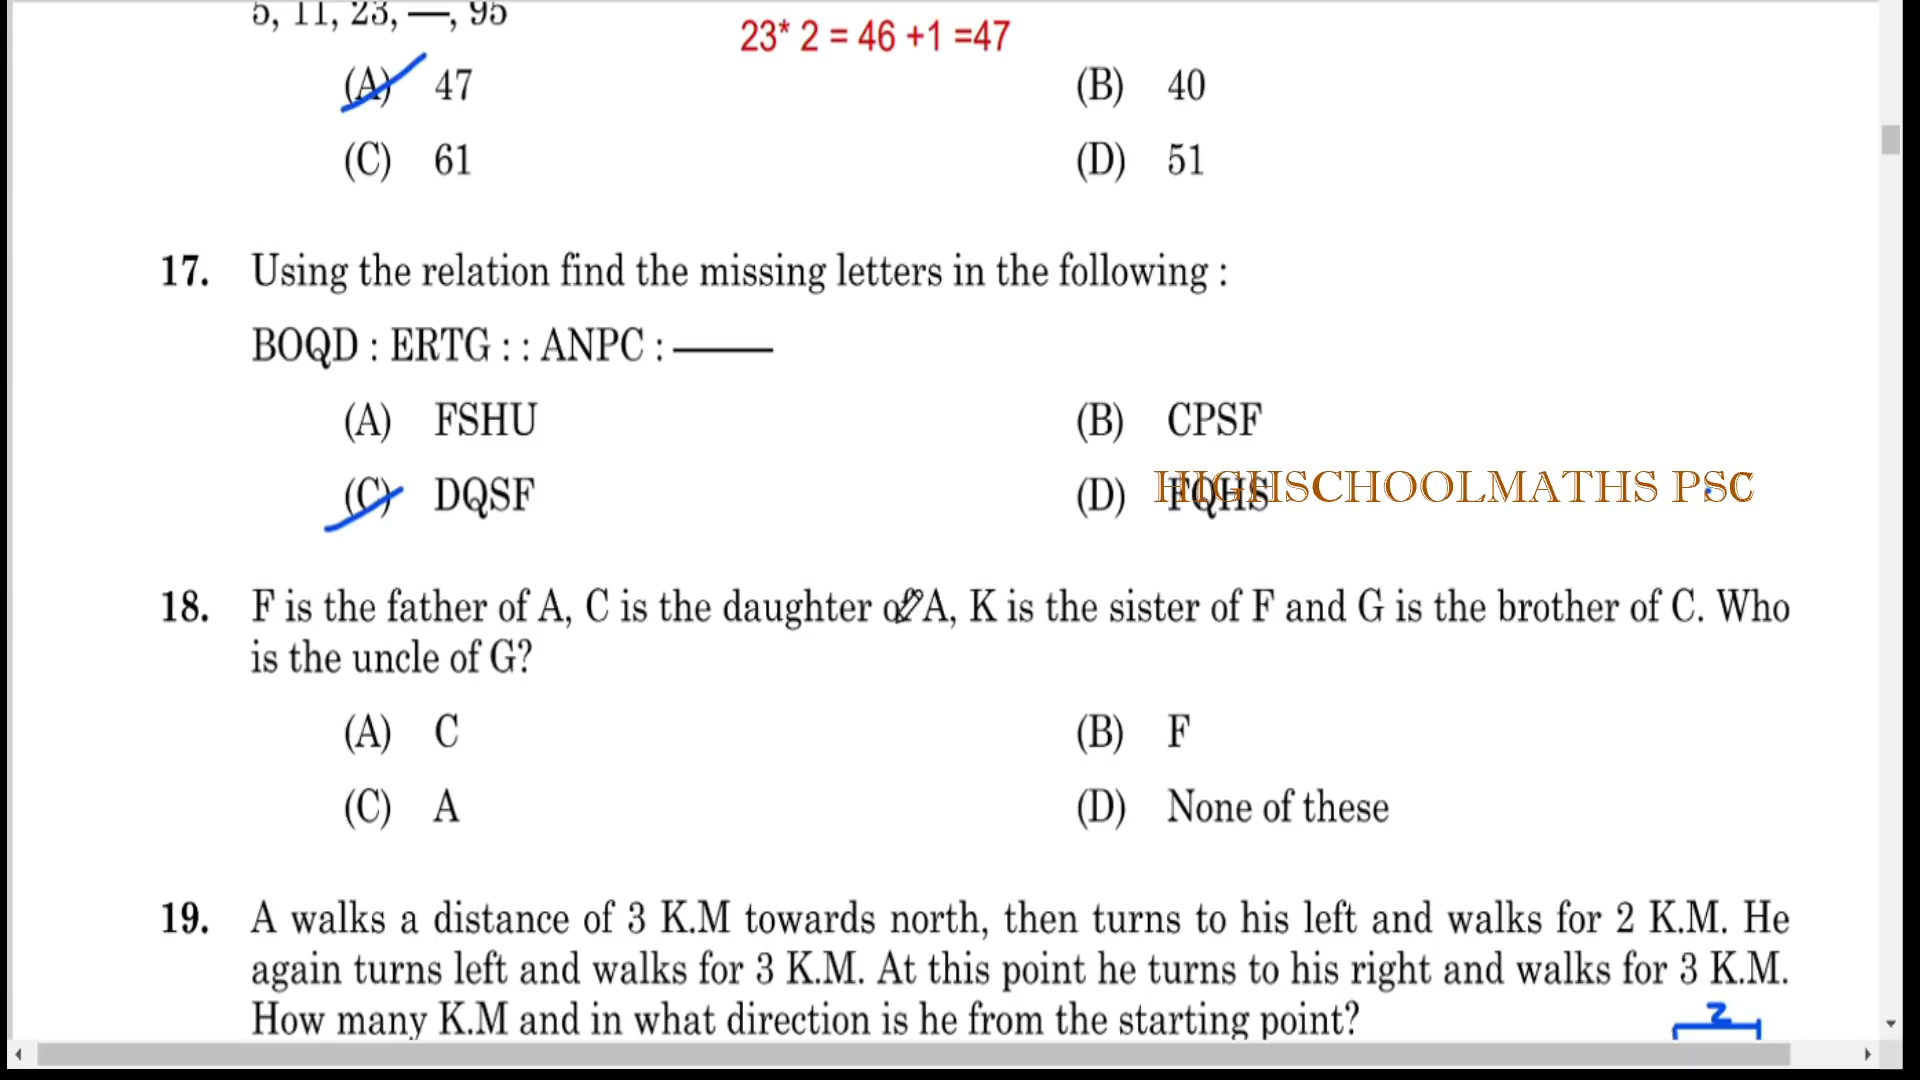 5, 11, 23, —, 95
23* 2 = 46 +1 =47
(A) 47 (B) 40
(C) 61 (D) 51
17. Using the relation find the missing letters in the following :
BOQD : ERTG : : ANPC : ———
(A) FSHU (B) CPSF
(C) DQSF (D) FQHS
HIGHSCHOOLMATHS PSC
18. F is the father of A, C is the daughter of A, K is the sister of F and G is the brother of C. Who
is the uncle of G?
(A) C (B) F
(C) A (D) None of these
19. A walks a distance of 3 K.M towards north, then turns to his left and walks for 2 K.M. He
again turns left and walks for 3 K.M. At this point he turns to his right and walks for 3 K.M.
How many K.M and in what direction is he from the starting point?
2